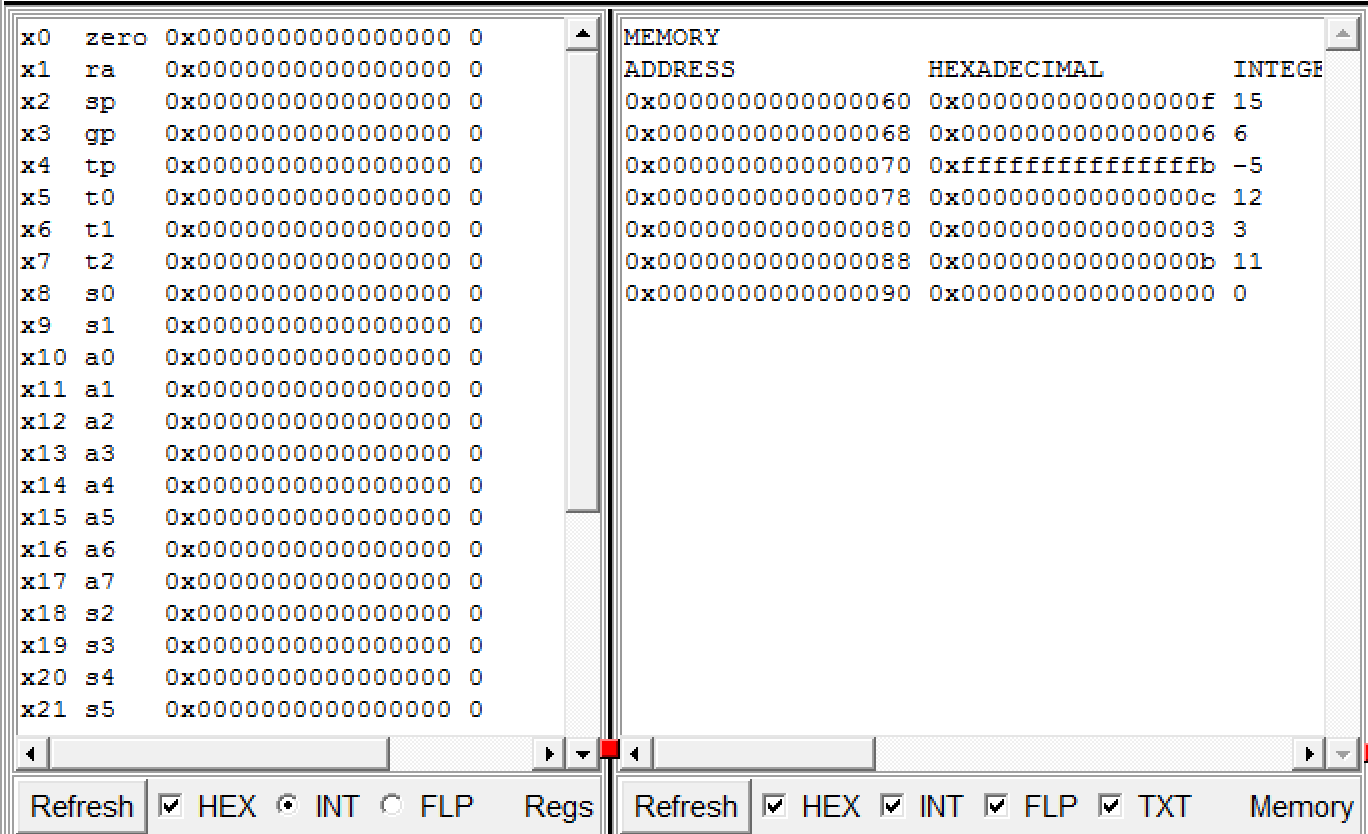 x0 zero 0x0000000000000000 0
x1 ra 0x0000000000000000 0
x2 sp 0x0000000000000000 0
x3 gp 0x0000000000000000 0
x4 tp 0x0000000000000000 0
x5 t0 0x0000000000000000 0
x6 t1 0x0000000000000000 0
x7 t2 0x0000000000000000 0
x8 s0 0x0000000000000000 0
x9 s1 0x0000000000000000 0
x10 a0 0x0000000000000000 0
x11 a1 0x0000000000000000 0
x12 a2 0x0000000000000000 0
x13 a3 0x0000000000000000 0
x14 a4 0x0000000000000000 0
x15 a5 0x0000000000000000 0
x16 a6 0x0000000000000000 0
x17 a7 0x0000000000000000 0
x18 s2 0x0000000000000000 0
x19 s3 0x0000000000000000 0
x20 s4 0x0000000000000000 0
x21 s5 0x0000000000000000 0
Refresh HEX INT FLP Regs
MEMORY
ADDRESS HEXADECIMAL INTEGE
0x0000000000000060 0x000000000000000f 15
0x0000000000000068 0x0000000000000006 6
0x0000000000000070 0xfffffffffffffffb -5
0x0000000000000078 0x000000000000000c 12
0x0000000000000080 0x0000000000000003 3
0x0000000000000088 0x000000000000000b 11
0x0000000000000090 0x0000000000000000 0
Refresh HEX INT FLP TXT Memory